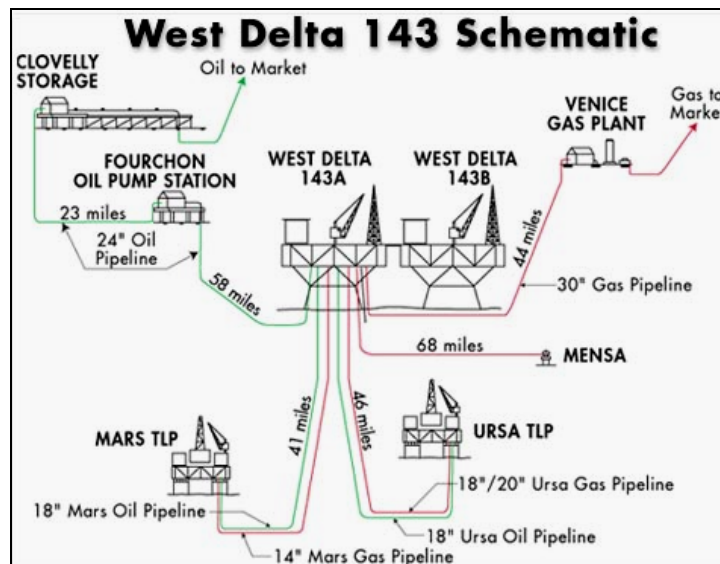 West Delta 143 Schematic
CLOVELLY
STORAGE
Oil to Market
VENICE
GAS PLANT
Gas to
Market
FOURCHON
OIL PUMP STATION
WEST DELTA
143A
WEST DELTA
143B
23 miles
24" Oil
Pipeline
58 miles
44 miles
30" Gas Pipeline
68 miles
MENSA
MARS TLP
41 miles
46 miles
URSA TLP
18" Mars Oil Pipeline
14" Mars Gas Pipeline
18"/20" Ursa Gas Pipeline
18" Ursa Oil Pipeline